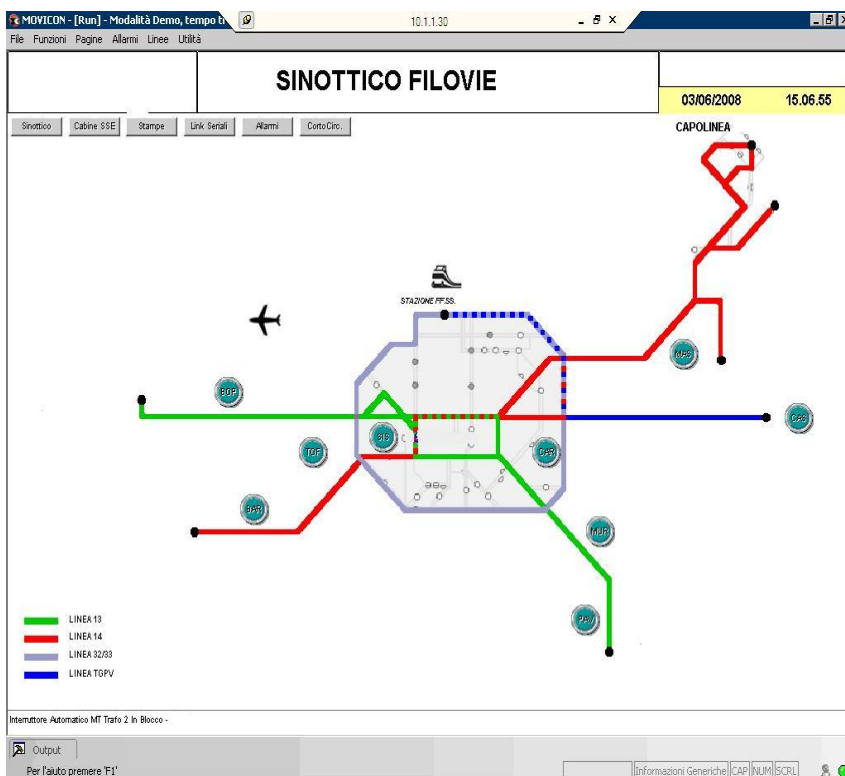 MOVICON - [Run] - Modalità Demo, tempo
10.1.1.30
File Funzioni Pagine Allarmi Linee Utilità
SINOTTICO FILOVIE
03/06/2008 15.06.55
Sinottico Cabine SSE Stampe Link Seriali Allarmi CortoCirc.
CAPOLINEA
STAZIONE FF.SS.
MAS
BOP
CAS
SIS
TOF
CAR
BAR
MUR
PAV
LINEA 13
LINEA 14
LINEA 32/33
LINEA TGPV
Interruttore Automatico MT Trafo 2 In Blocco -
Output
Per l'aiuto premere 'F1'
Informazioni Generiche CAP NUM SCRL